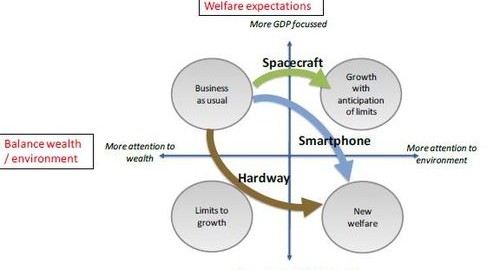 Welfare expectations
More GDP focussed
Spacecraft
Business
as usual
Growth
with
anticipation
of limits
Smartphone
Balance wealth
/ environment
More attention to
wealth
More attention to
environment
Hardway
Limits to
growth
New
welfare